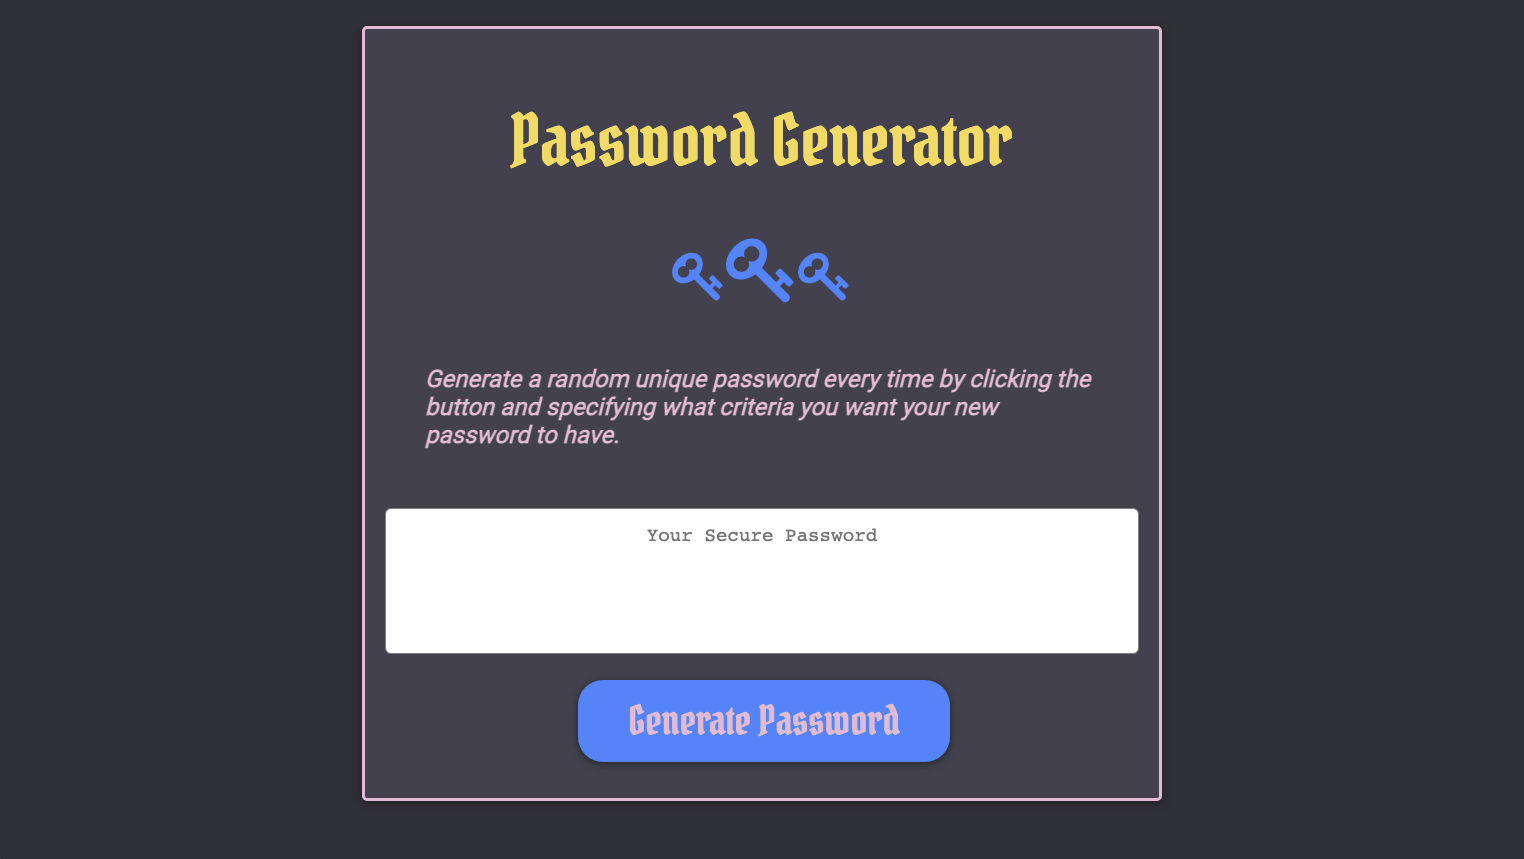 Password Generator
Generate a random unique password every time by clicking the
button and specifying what criteria you want your new
password to have.
Your Secure Password
Generate Password